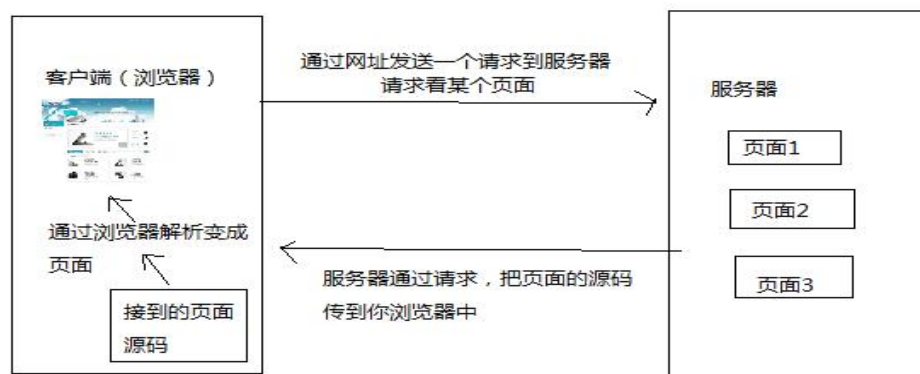 客户端（浏览器）
通过网址发送一个请求到服务器
请求看某个页面
服务器
页面1
页面2
页面3
服务器通过请求，把页面的源码
传到你浏览器中
接到的页面
源码
通过浏览器解析变成
页面